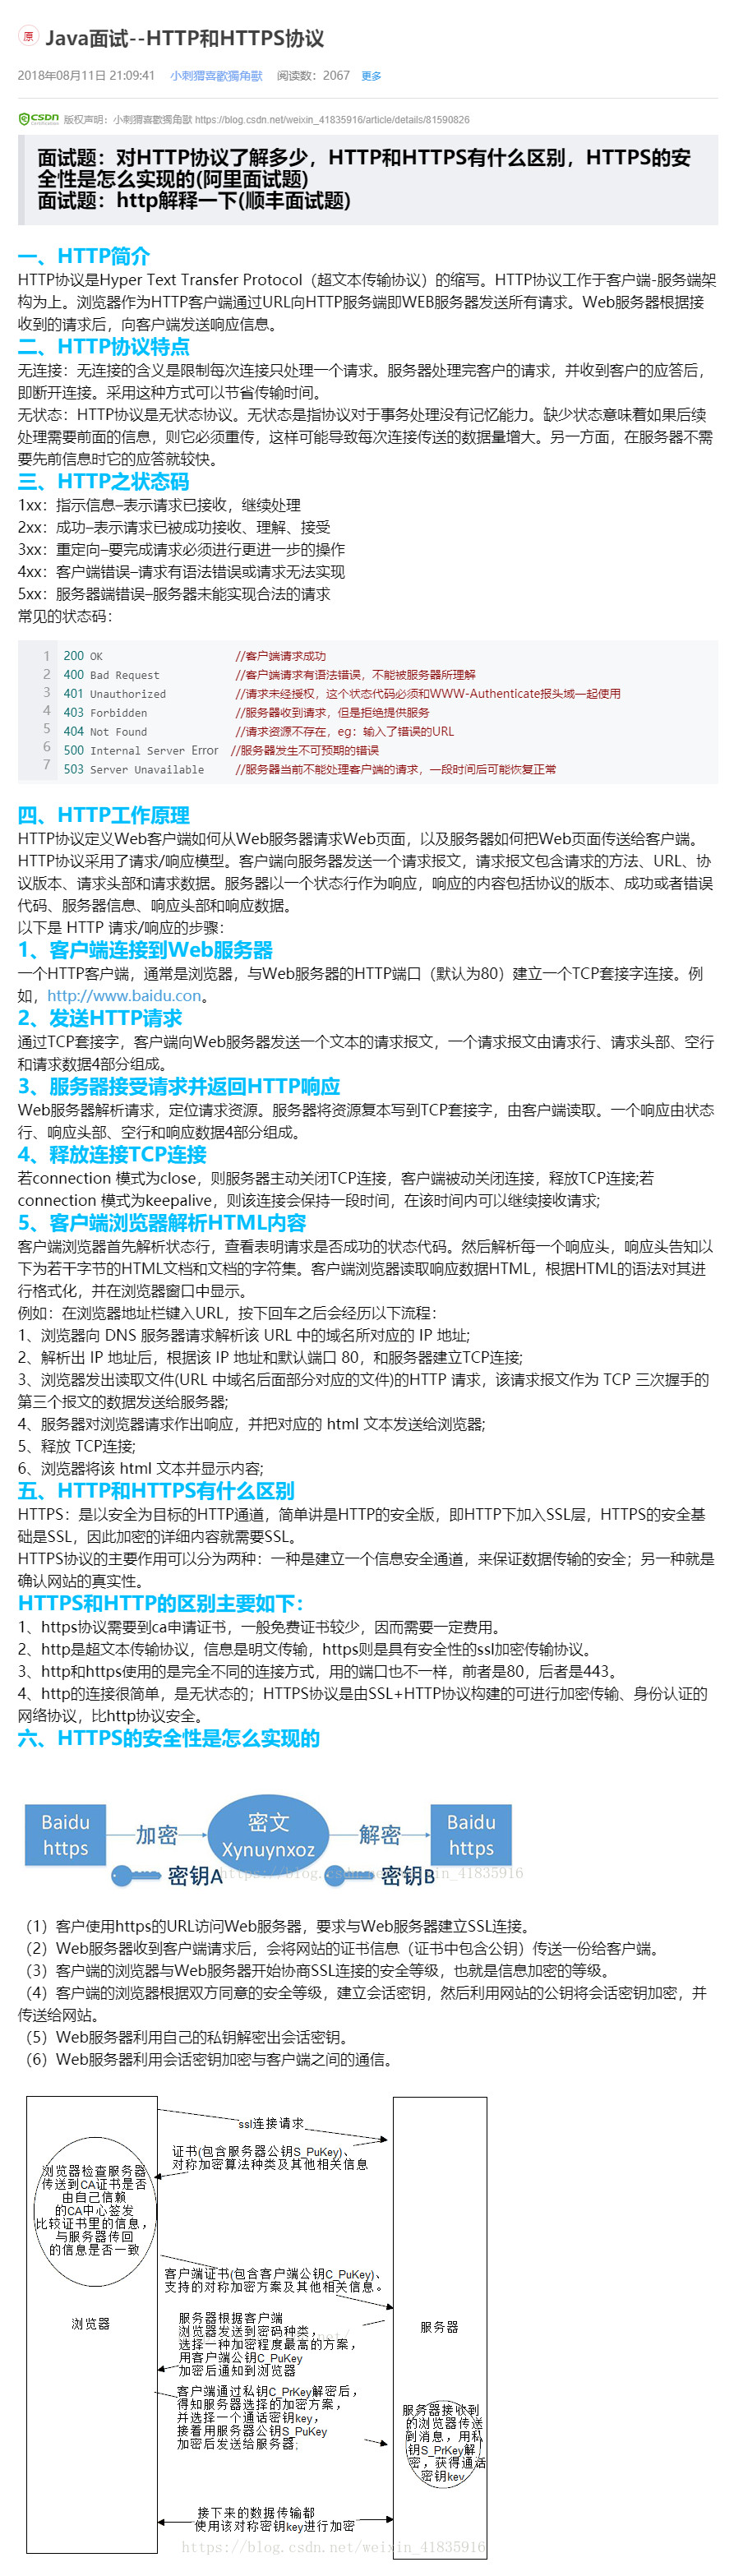 原 Java面试--HTTP和HTTPS协议
2018年08月11日 21:09:41 小刺猬喜歡獨角獸 阅读数：2067 更多
CSDN 版权声明：小刺猬喜歡獨角獸 https://blog.csdn.net/weixin_41835916/article/details/81590826
面试题：对HTTP协议了解多少，HTTP和HTTPS有什么区别，HTTPS的安
全性是怎么实现的(阿里面试题)
面试题：http解释一下(顺丰面试题)
一、HTTP简介
HTTP协议是Hyper Text Transfer Protocol（超文本传输协议）的缩写。HTTP协议工作于客户端-服务端架
构为上。浏览器作为HTTP客户端通过URL向HTTP服务端即WEB服务器发送所有请求。Web服务器根据接
收到的请求后，向客户端发送响应信息。
二、HTTP协议特点
无连接：无连接的含义是限制每次连接只处理一个请求。服务器处理完客户的请求，并收到客户的应答后，
即断开连接。采用这种方式可以节省传输时间。
无状态：HTTP协议是无状态协议。无状态是指协议对于事务处理没有记忆能力。缺少状态意味着如果后续
处理需要前面的信息，则它必须重传，这样可能导致每次连接传送的数据量增大。另一方面，在服务器不需
要先前信息时它的应答就较快。
三、HTTP之状态码
1xx：指示信息–表示请求已接收，继续处理
2xx：成功–表示请求已被成功接收、理解、接受
3xx：重定向–要完成请求必须进行更进一步的操作
4xx：客户端错误–请求有语法错误或请求无法实现
5xx：服务器端错误–服务器未能实现合法的请求
常见的状态码：
1 200 OK //客户端请求成功
2 400 Bad Request //客户端请求有语法错误，不能被服务器所理解
3 401 Unauthorized //请求未经授权，这个状态代码必须和WWW-Authenticate报头域一起使用
4 403 Forbidden //服务器收到请求，但是拒绝提供服务
5 404 Not Found //请求资源不存在，eg：输入了错误的URL
6 500 Internal Server Error //服务器发生不可预期的错误
7 503 Server Unavailable //服务器当前不能处理客户端的请求，一段时间后可能恢复正常
四、HTTP工作原理
HTTP协议定义Web客户端如何从Web服务器请求Web页面，以及服务器如何把Web页面传送给客户端。
HTTP协议采用了请求/响应模型。客户端向服务器发送一个请求报文，请求报文包含请求的方法、URL、协
议版本、请求头部和请求数据。服务器以一个状态行作为响应，响应的内容包括协议的版本、成功或者错误
代码、服务器信息、响应头部和响应数据。
以下是 HTTP 请求/响应的步骤：
1、客户端连接到Web服务器
一个HTTP客户端，通常是浏览器，与Web服务器的HTTP端口（默认为80）建立一个TCP套接字连接。例
如，http://www.baidu.con。
2、发送HTTP请求
通过TCP套接字，客户端向Web服务器发送一个文本的请求报文，一个请求报文由请求行、请求头部、空行
和请求数据4部分组成。
3、服务器接受请求并返回HTTP响应
Web服务器解析请求，定位请求资源。服务器将资源复本写到TCP套接字，由客户端读取。一个响应由状态
行、响应头部、空行和响应数据4部分组成。
4、释放连接TCP连接
若connection 模式为close，则服务器主动关闭TCP连接，客户端被动关闭连接，释放TCP连接;若
connection 模式为keepalive，则该连接会保持一段时间，在该时间内可以继续接收请求;
5、客户端浏览器解析HTML内容
客户端浏览器首先解析状态行，查看表明请求是否成功的状态代码。然后解析每一个响应头，响应头告知以
下为若干字节的HTML文档和文档的字符集。客户端浏览器读取响应数据HTML，根据HTML的语法对其进
行格式化，并在浏览器窗口中显示。
例如：在浏览器地址栏键入URL，按下回车之后会经历以下流程：
1、浏览器向 DNS 服务器请求解析该 URL 中的域名所对应的 IP 地址;
2、解析出 IP 地址后，根据该 IP 地址和默认端口 80，和服务器建立TCP连接;
3、浏览器发出读取文件(URL 中域名后面部分对应的文件)的HTTP 请求，该请求报文作为 TCP 三次握手的
第三个报文的数据发送给服务器;
4、服务器对浏览器请求作出响应，并把对应的 html 文本发送给浏览器;
5、释放 TCP连接;
6、浏览器将该 html 文本并显示内容;
五、HTTP和HTTPS有什么区别
HTTPS：是以安全为目标的HTTP通道，简单讲是HTTP的安全版，即HTTP下加入SSL层，HTTPS的安全基
础是SSL，因此加密的详细内容就需要SSL。
HTTPS协议的主要作用可以分为两种：一种是建立一个信息安全通道，来保证数据传输的安全；另一种就是
确认网站的真实性。
HTTPS和HTTP的区别主要如下：
1、https协议需要到ca申请证书，一般免费证书较少，因而需要一定费用。
2、http是超文本传输协议，信息是明文传输，https则是具有安全性的ssl加密传输协议。
3、http和https使用的是完全不同的连接方式，用的端口也不一样，前者是80，后者是443。
4、http的连接很简单，是无状态的；HTTPS协议是由SSL+HTTP协议构建的可进行加密传输、身份认证的
网络协议，比http协议安全。
六、HTTPS的安全性是怎么实现的
Baidu https 加密 密文 Xynuynxoz 解密 Baidu https
密钥A 密钥B
https://blog.csdn.net/weixin_41835916
（1）客户使用https的URL访问Web服务器，要求与Web服务器建立SSL连接。
（2）Web服务器收到客户端请求后，会将网站的证书信息（证书中包含公钥）传送一份给客户端。
（3）客户端的浏览器与Web服务器开始协商SSL连接的安全等级，也就是信息加密的等级。
（4）客户端的浏览器根据双方同意的安全等级，建立会话密钥，然后利用网站的公钥将会话密钥加密，并
传送给网站。
（5）Web服务器利用自己的私钥解密出会话密钥。
（6）Web服务器利用会话密钥加密与客户端之间的通信。
ssl连接请求
证书(包含服务器公钥S_PuKey)、
对称加密算法种类及其他相关信息
浏览器检查服务器
传送到CA证书是否
由自己信赖
的CA中心签发
比较证书里的信息，
与服务器传回
的信息是否一致
客户端证书(包含客户端公钥C_PuKey)、
支持的对称加密方案及其他相关信息。
浏览器
服务器
服务器根据客户端
浏览器发送到密码种类，
选择一种加密程度最高的方案，
用客户端公钥C_PuKey
加密后通知到浏览器
客户端通过私钥C_PrKey解密后，
得知服务器选择的加密方案，
并选择一个通话密钥key，
接着用服务器公钥S_PuKey
加密后发送给服务器;
服务器接收到
的浏览器传送
到消息，用私
钥S_PrKey解
密，获得通话
密钥key
接下来的数据传输都
使用该对称密钥key进行加密
https://blog.csdn.net/weixin_41835916